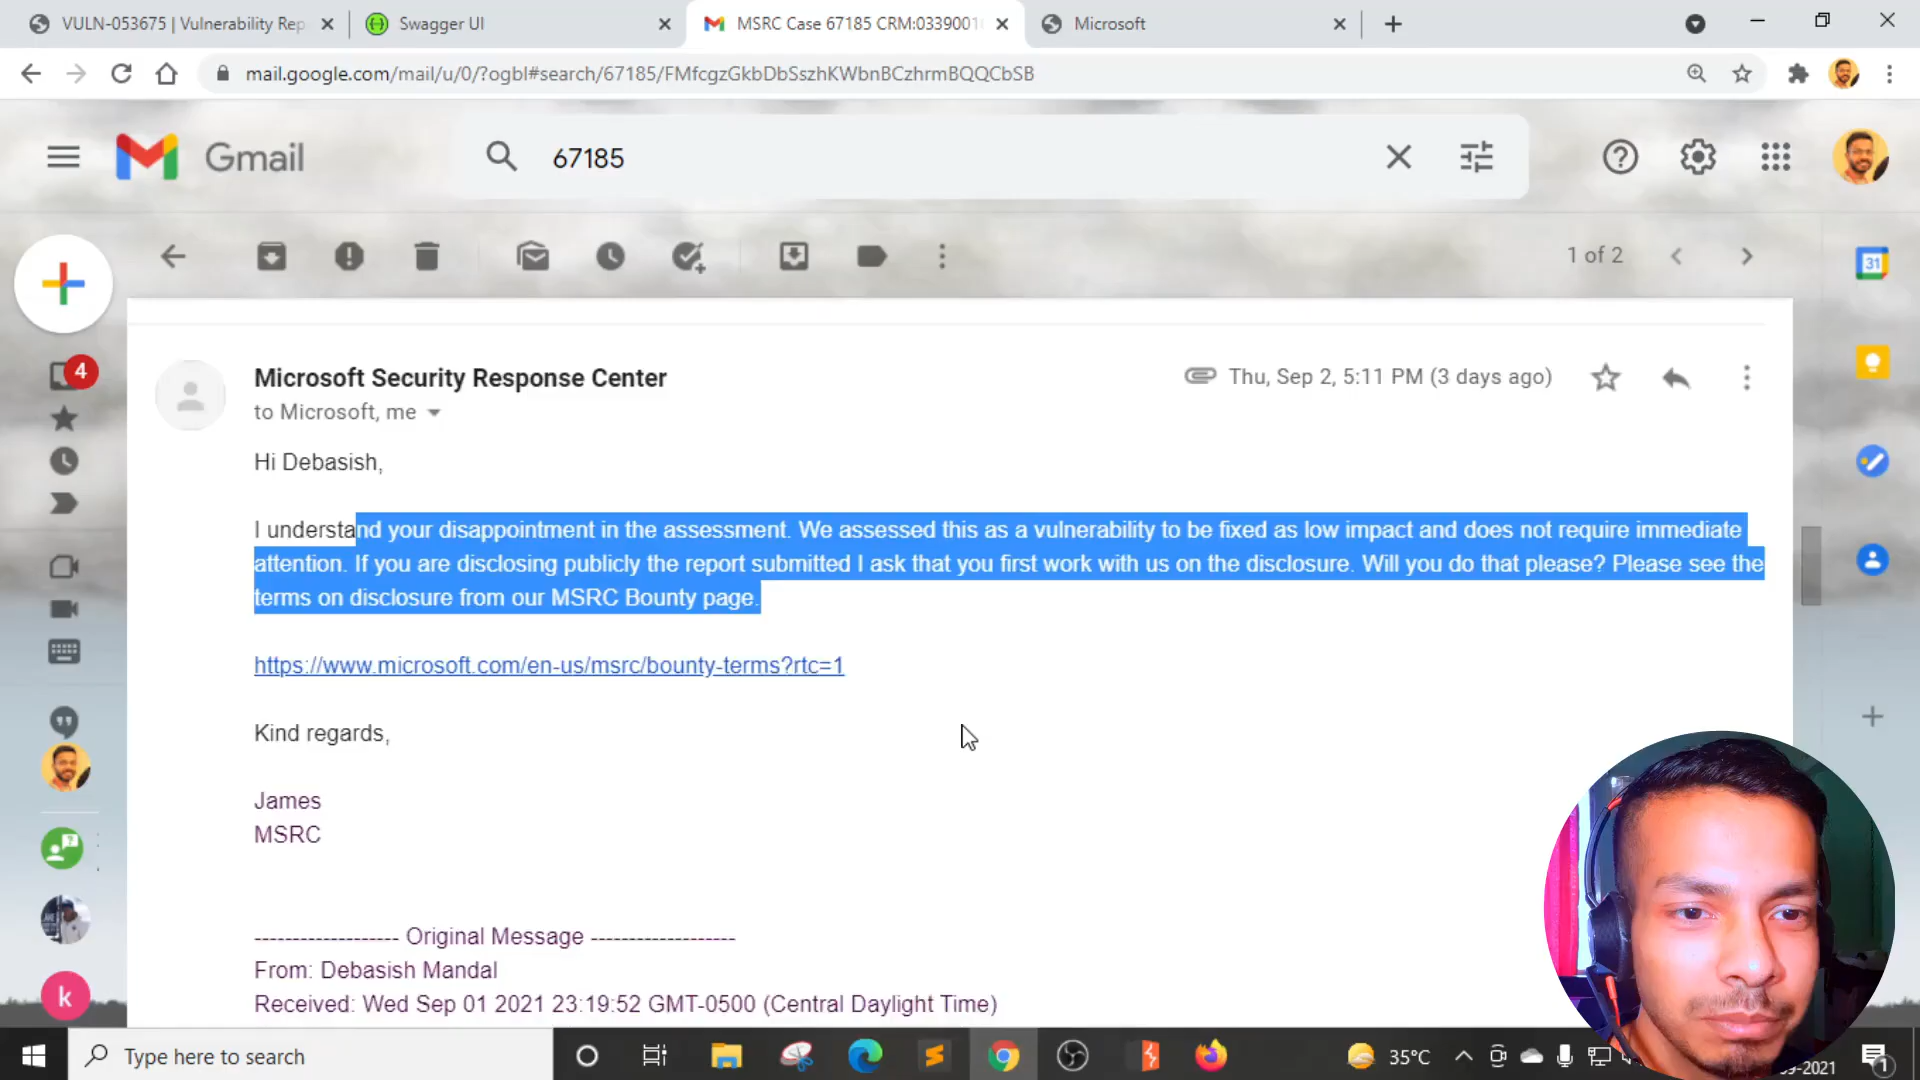 VULN-053675 | Vulnerability Rep
Swagger UI
MSRC Case 67185 CRM:0339001
Microsoft
mail.google.com/mail/u/0/?ogbl#search/67185/FMfcgzGkbDbSszhKWbnBCzhrmBQQCbSB
Gmail
67185
1 of 2
31
4
Microsoft Security Response Center
Thu, Sep 2, 5:11 PM (3 days ago)
to Microsoft, me
Hi Debasish,
I understand your disappointment in the assessment. We assessed this as a vulnerability to be fixed as low impact and does not require immediate
attention. If you are disclosing publicly the report submitted I ask that you first work with us on the disclosure. Will you do that please? Please see the
terms on disclosure from our MSRC Bounty page.
https://www.microsoft.com/en-us/msrc/bounty-terms?rtc=1
Kind regards,
James
MSRC
k
------------------- Original Message -------------------
From: Debasish Mandal
Received: Wed Sep 01 2021 23:19:52 GMT-0500 (Central Daylight Time)
Type here to search
35°C
-2021
1